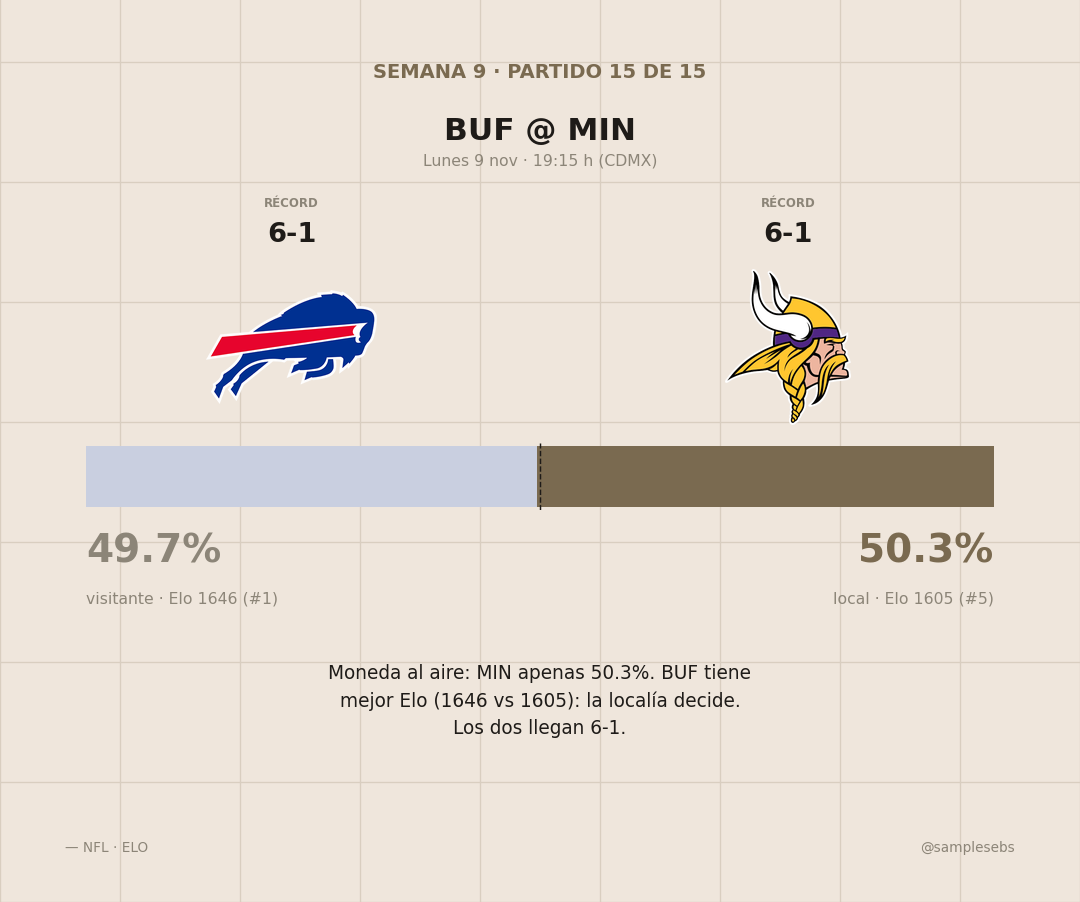 SEMANA 9 · PARTIDO 15 DE 15
BUF @ MIN
Lunes 9 nov · 19:15 h (CDMX)
RÉCORD
6-1
RÉCORD
6-1
49.7%
50.3%
visitante · Elo 1646 (#1)
local · Elo 1605 (#5)
Moneda al aire: MIN apenas 50.3%. BUF tiene
mejor Elo (1646 vs 1605): la localía decide.
Los dos llegan 6-1.
— NFL · ELO
@samplesebs